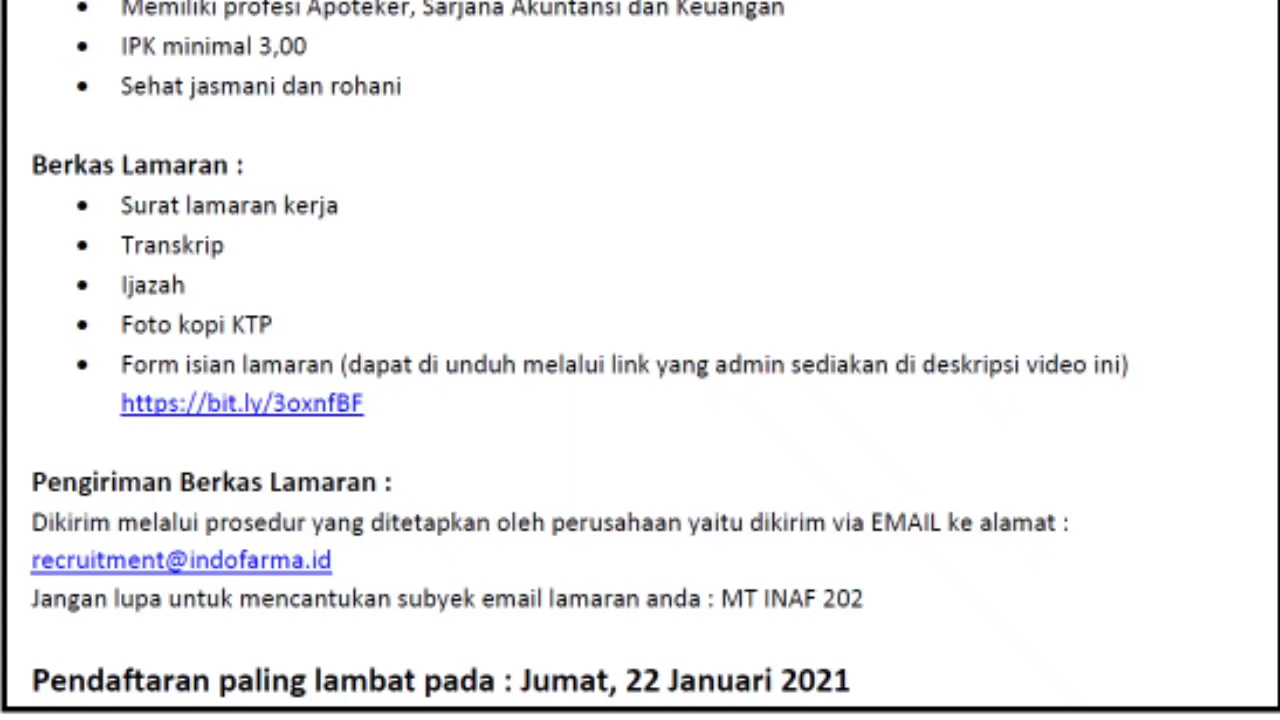 • Memiliki profesi Apoteker, Sarjana Akuntansi dan Keuangan
• IPK minimal 3,00
• Sehat jasmani dan rohani
Berkas Lamaran :
• Surat lamaran kerja
• Transkrip
• Ijazah
• Foto kopi KTP
• Form isian lamaran (dapat di unduh melalui link yang admin sediakan di deskripsi video ini)
https://bit.ly/3oxnfBF
Pengiriman Berkas Lamaran :
Dikirim melalui prosedur yang ditetapkan oleh perusahaan yaitu dikirim via EMAIL ke alamat :
recruitment@indofarma.id
Jangan lupa untuk mencantukan subyek email lamaran anda : MT INAF 202
Pendaftaran paling lambat pada : Jumat, 22 Januari 2021